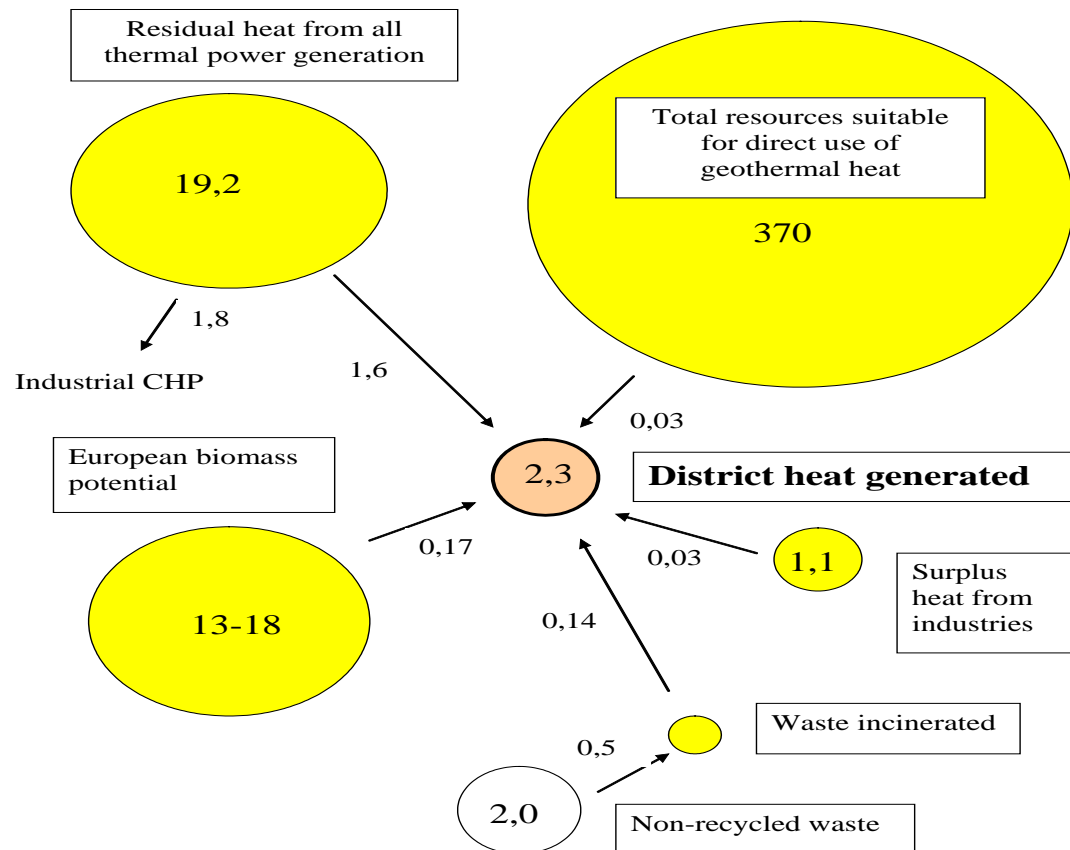 Residual heat from all
thermal power generation
19,2
Total resources suitable
for direct use of
geothermal heat
370
1,8
Industrial CHP
1,6
0,03
European biomass
potential
2,3
District heat generated
0,17
13-18
0,03
1,1
Surplus
heat from
industries
0,14
Waste incinerated
0,5
2,0
Non-recycled waste